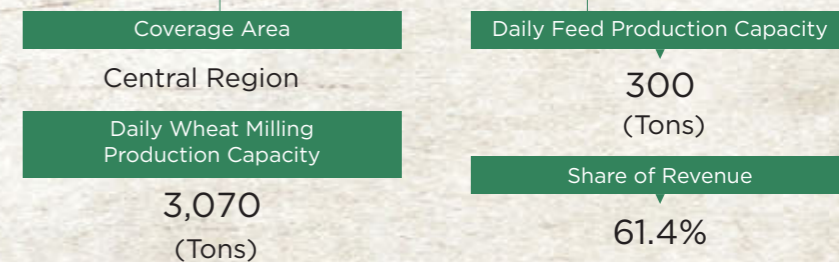 Coverage Area
Central Region
Daily Wheat Milling
Production Capacity
3,070
(Tons)
Daily Feed Production Capacity
300
(Tons)
Share of Revenue
61.4%